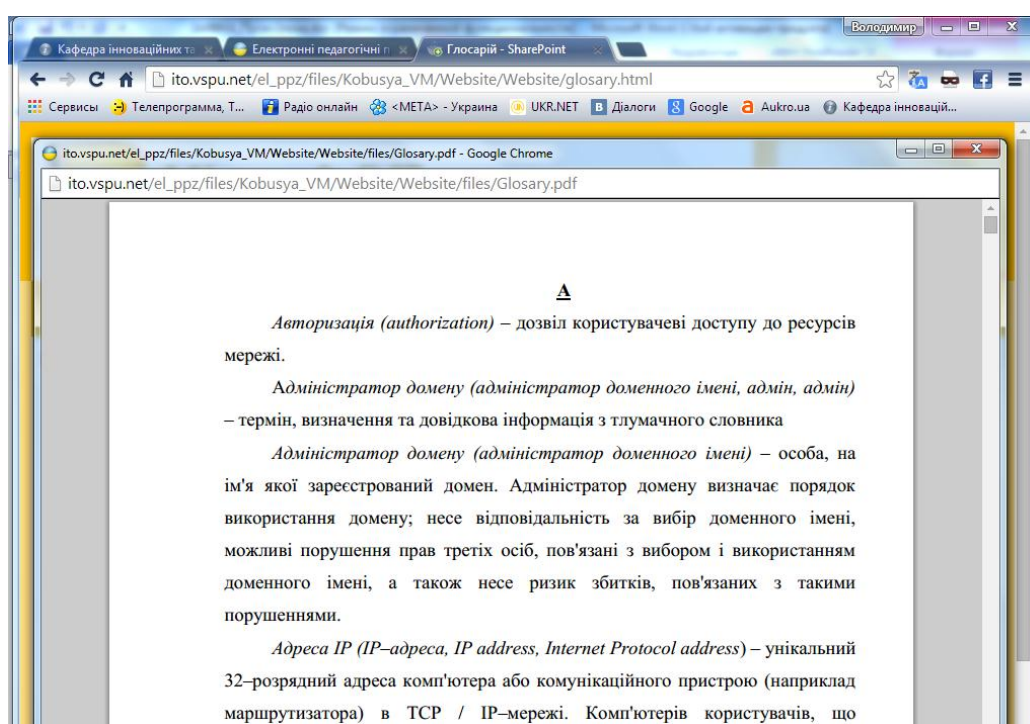 Володимир
Кафедра інноваційних та
Електронні педагогічні п
Глосарій - SharePoint
ito.vspu.net/el_ppz/files/Kobusya_VM/Website/Website/glosary.html
Сервисы Телепрограмма, Т... Радіо онлайн <META> - Украина UKR.NET Діалоги Google Aukro.ua Кафедра інновацій...
ito.vspu.net/el_ppz/files/Kobusya_VM/Website/Website/files/Glosary.pdf - Google Chrome
ito.vspu.net/el_ppz/files/Kobusya_VM/Website/Website/files/Glosary.pdf
А
Авторизація (authorization) – дозвіл користувачеві доступу до ресурсів
мережі.
Адміністратор домену (адміністратор доменного імені, адмін, адмін)
– термін, визначення та довідкова інформація з тлумачного словника
Адміністратор домену (адміністратор доменного імені) – особа, на
ім'я якої зареєстрований домен. Адміністратор домену визначає порядок
використання домену; несе відповідальність за вибір доменного імені,
можливі порушення прав третіх осіб, пов'язані з вибором і використанням
доменного імені, а також несе ризик збитків, пов'язаних з такими
порушеннями.
Адреса IP (IP–адреса, IP address, Internet Protocol address) – унікальний
32–розрядний адреса комп'ютера або комунікаційного пристрою (наприклад
маршрутизатора) в TCP / IP–мережі. Комп'ютерів користувачів, що